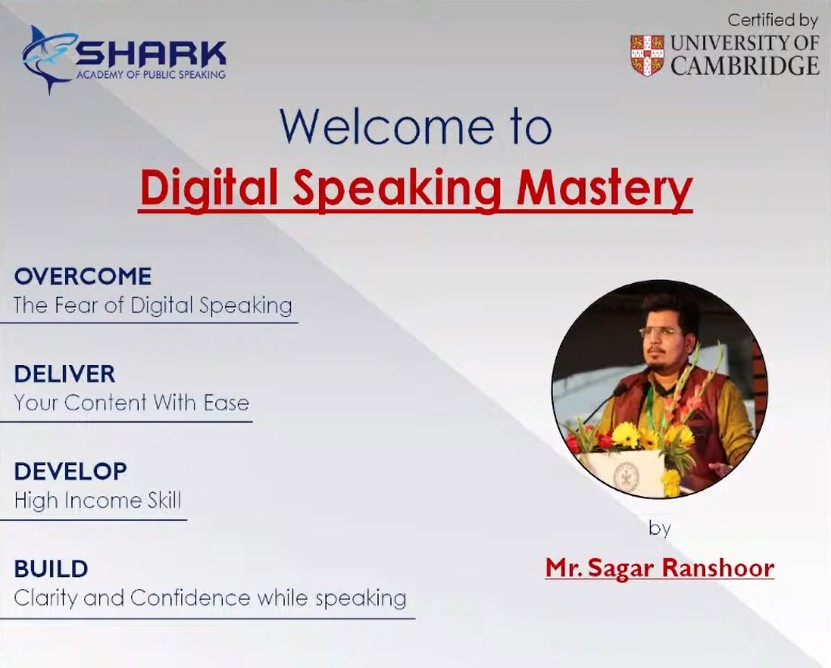 SHARK
ACADEMY OF PUBLIC SPEAKING
Certified by
UNIVERSITY OF
CAMBRIDGE
Welcome to
Digital Speaking Mastery
OVERCOME
The Fear of Digital Speaking
DELIVER
Your Content With Ease
DEVELOP
High Income Skill
BUILD
Clarity and Confidence while speaking
by
Mr. Sagar Ranshoor